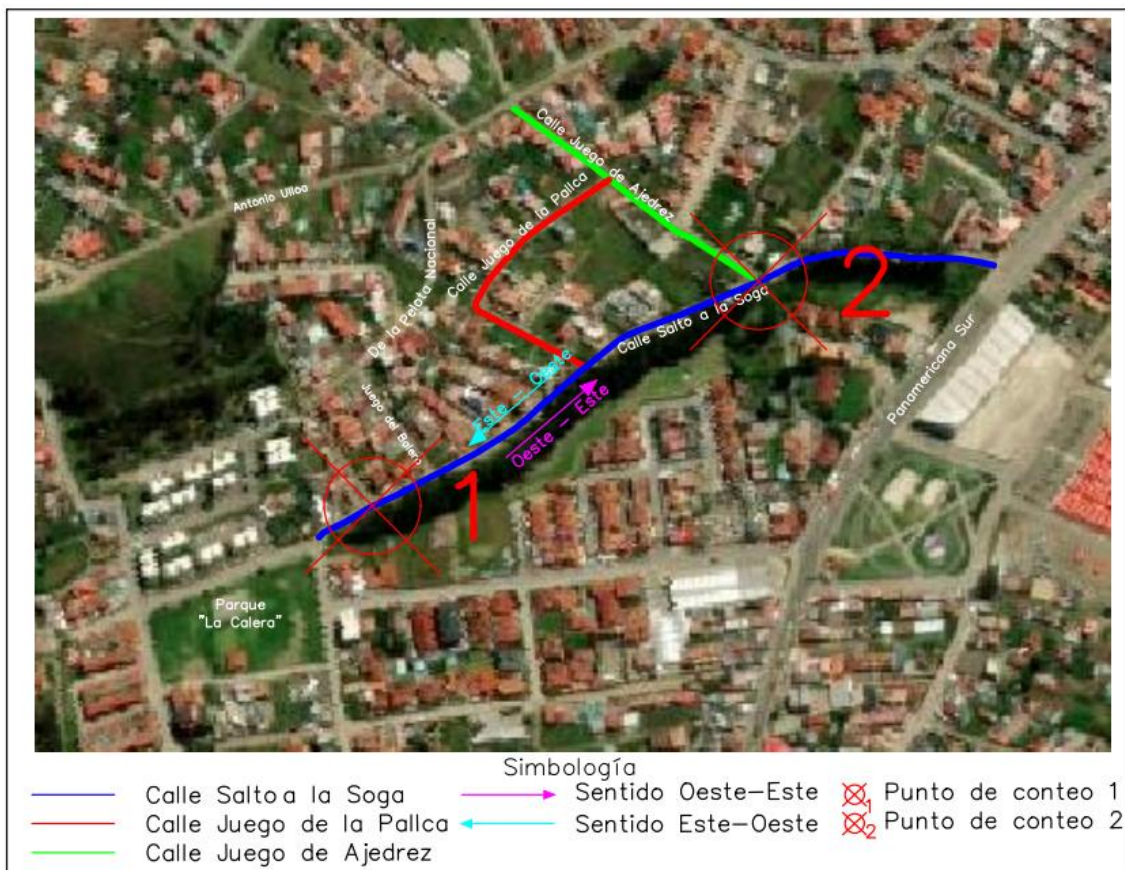 Calle Juego de Ajedrez
Antonio Ulloa
Calle Juego de la Pallca
De la Pelota Nacional
2
Calle Salto a la Soga
Panamericana Sur
Este - Oeste
Oeste - Este
Juego del Balero
1
Parque
"La Calera"
Simbología
Calle Salto a la Soga
Sentido Oeste-Este
1 Punto de conteo 1
Calle Juego de la Pallca
Sentido Este-Oeste
2 Punto de conteo 2
Calle Juego de Ajedrez